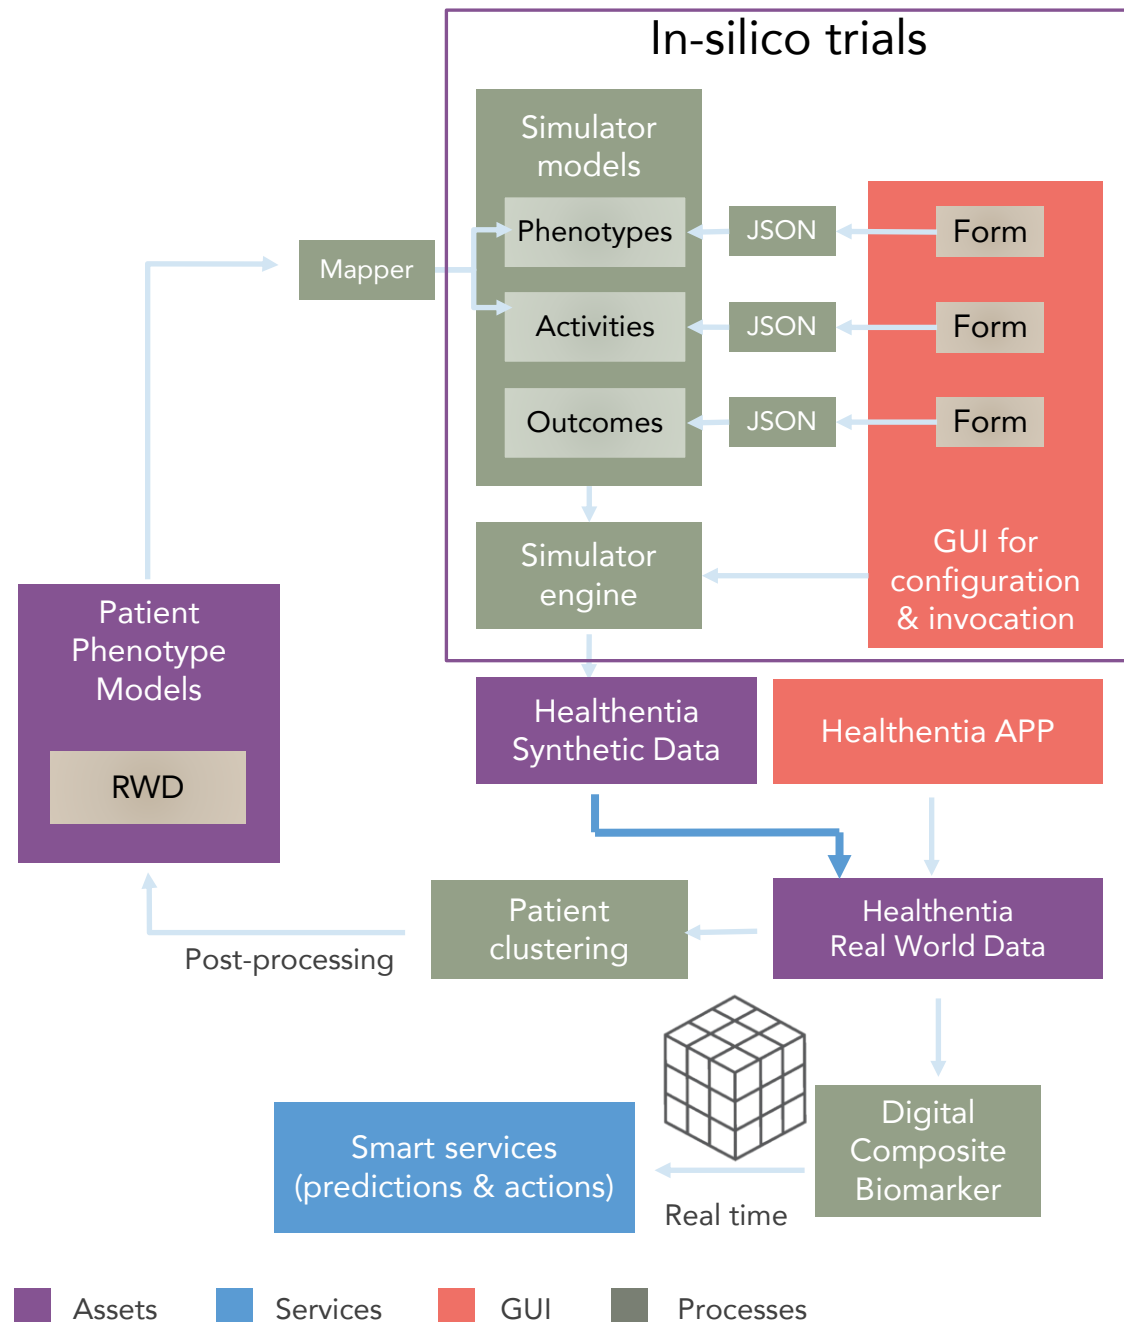 In-silico trials
Simulator
models
Phenotypes
JSON
Form
Mapper
Activities
JSON
Form
Outcomes
JSON
Form
Simulator
engine
GUI for
configuration
& invocation
Patient
Phenotype
Models
RWD
Healthentia
Synthetic Data
Healthentia APP
Patient
clustering
Healthentia
Real World Data
Post-processing
Digital
Composite
Biomarker
Smart services
(predictions & actions)
Real time
Assets
Services
GUI
Processes